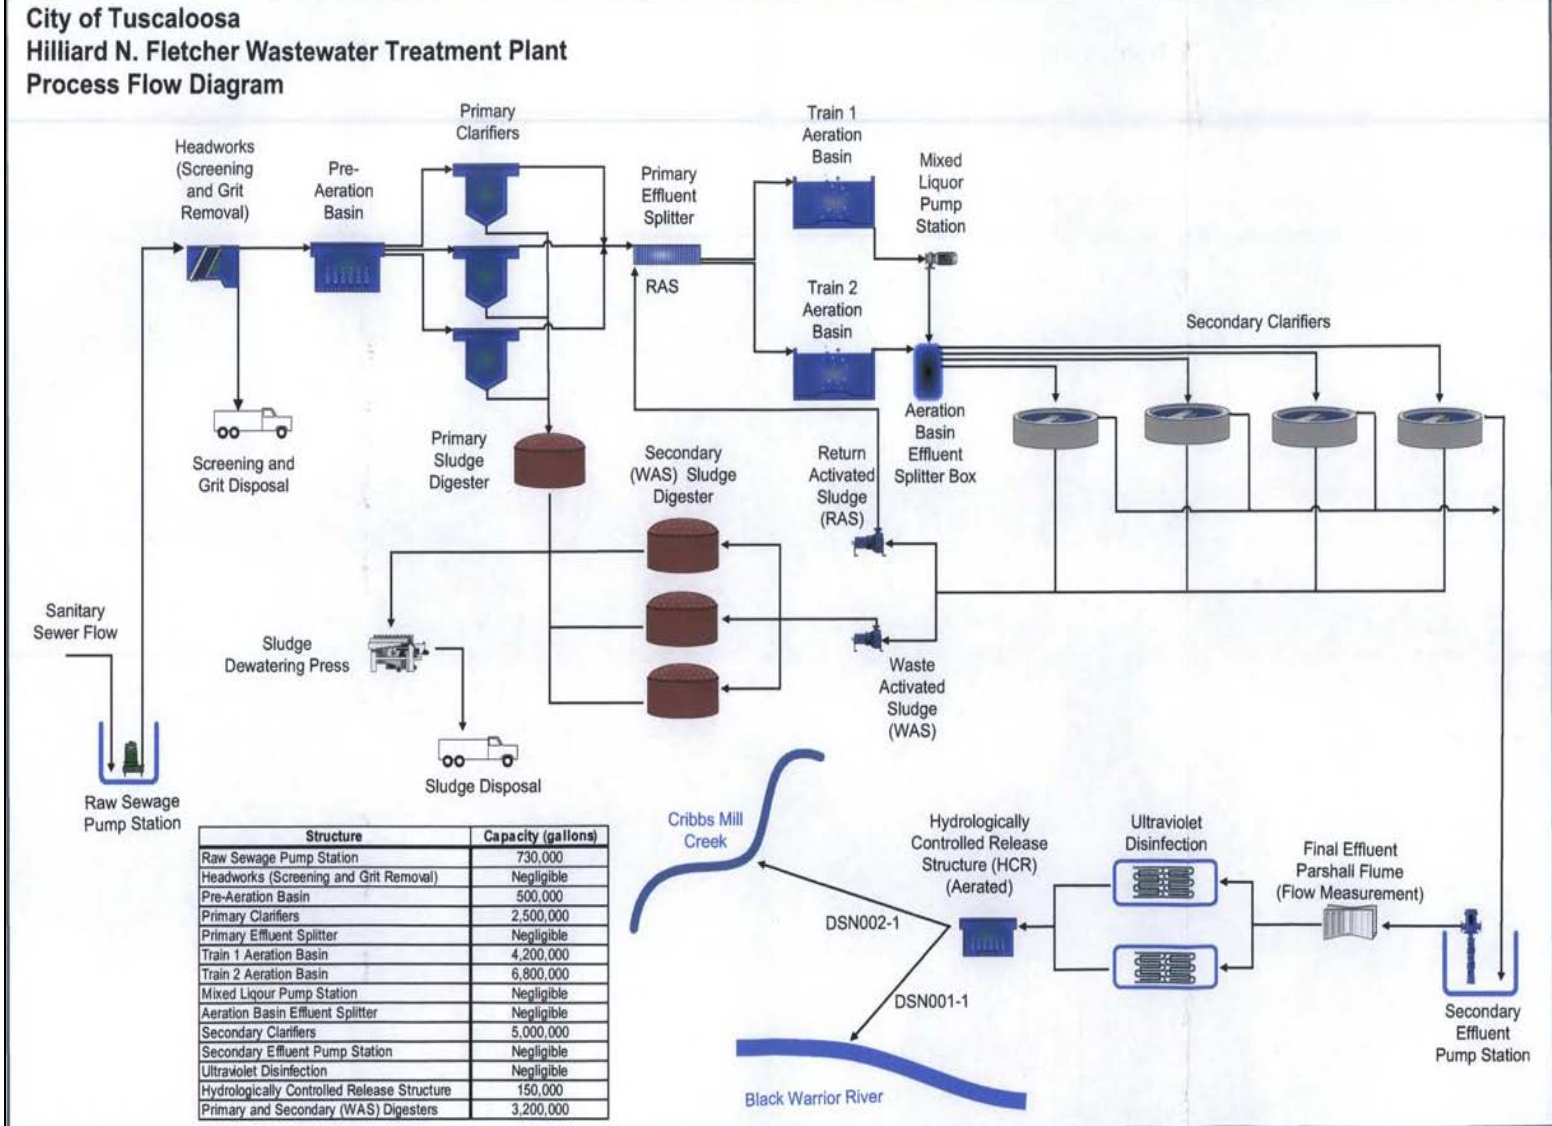 City of Tuscaloosa
Hilliard N. Fletcher Wastewater Treatment Plant
Process Flow Diagram
Primary
Clarifiers
Train 1
Aeration
Basin
Headworks
(Screening
and Grit
Removal)
Pre-
Aeration
Basin
Primary
Effluent
Splitter
Mixed
Liquor
Pump
Station
RAS
Train 2
Aeration
Basin
Secondary Clarifiers
Screening and
Grit Disposal
Primary
Sludge
Digester
Secondary
(WAS) Sludge
Digester
Return
Activated
Sludge
(RAS)
Aeration
Basin
Effluent
Splitter Box
Sanitary
Sewer Flow
Sludge
Dewatering Press
Waste
Activated
Sludge
(WAS)
Sludge Disposal
Raw Sewage
Pump Station
Cribbs Mill
Creek
Hydrologically
Controlled Release
Structure (HCR)
(Aerated)
Ultraviolet
Disinfection
Final Effluent
Parshall Flume
(Flow Measurement)
DSN002-1
DSN001-1
Secondary
Effluent
Pump Station
Black Warrior River
Structure Capacity (gallons)
Raw Sewage Pump Station 730,000
Headworks (Screening and Grit Removal) Negligible
Pre-Aeration Basin 500,000
Primary Clarifiers 2,500,000
Primary Effluent Splitter Negligible
Train 1 Aeration Basin 4,200,000
Train 2 Aeration Basin 6,800,000
Mixed Liqour Pump Station Negligible
Aeration Basin Effluent Splitter Negligible
Secondary Clarifiers 5,000,000
Secondary Effluent Pump Station Negligible
Ultraviolet Disinfection Negligible
Hydrologically Controlled Release Structure 150,000
Primary and Secondary (WAS) Digesters 3,200,000